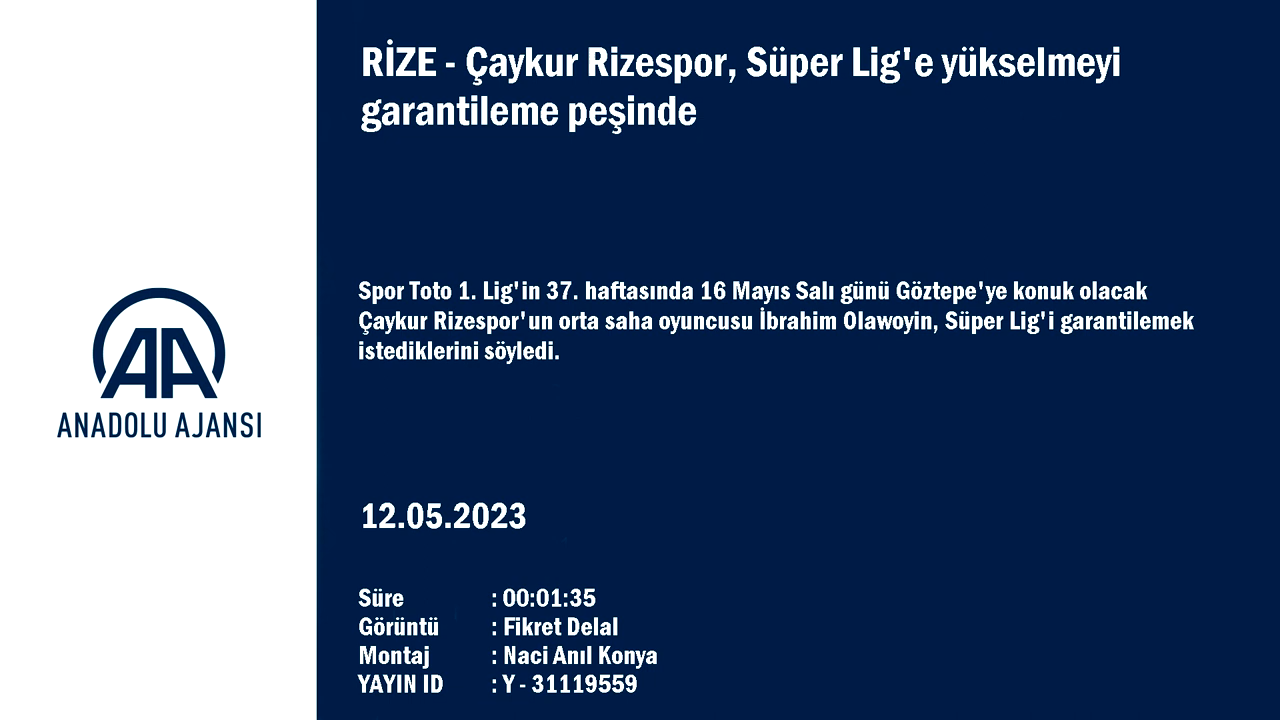 RİZE - Çaykur Rizespor, Süper Lig'e yükselmeyi
garantileme peşinde
Spor Toto 1. Lig'in 37. haftasında 16 Mayıs Salı günü Göztepe'ye konuk olacak
Çaykur Rizespor'un orta saha oyuncusu İbrahim Olawoyin, Süper Lig'i garantilemek
istediklerini söyledi.
AA
ANADOLU AJANSI
12.05.2023
Süre : 00:01:35
Görüntü : Fikret Delal
Montaj : Naci Anıl Konya
YAYIN ID : Y - 31119559